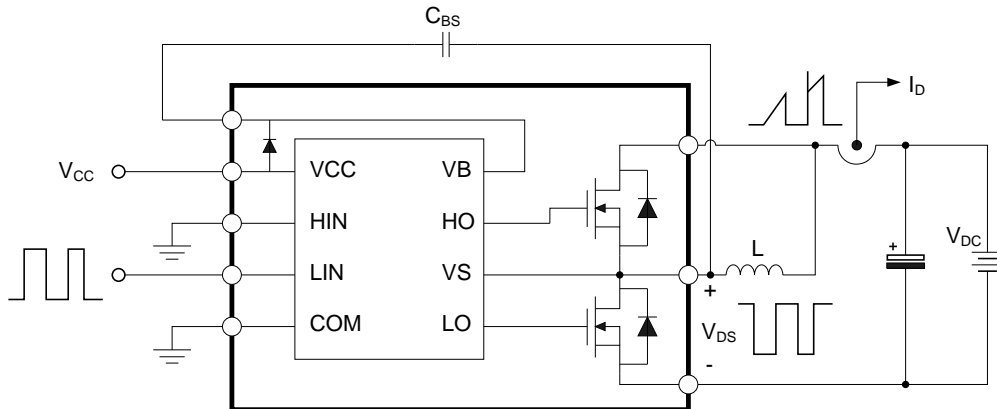 CBS
ID
VCC
VCC VB
HIN HO
LIN VS
COM LO
L
+
VDS
-
+
VDC